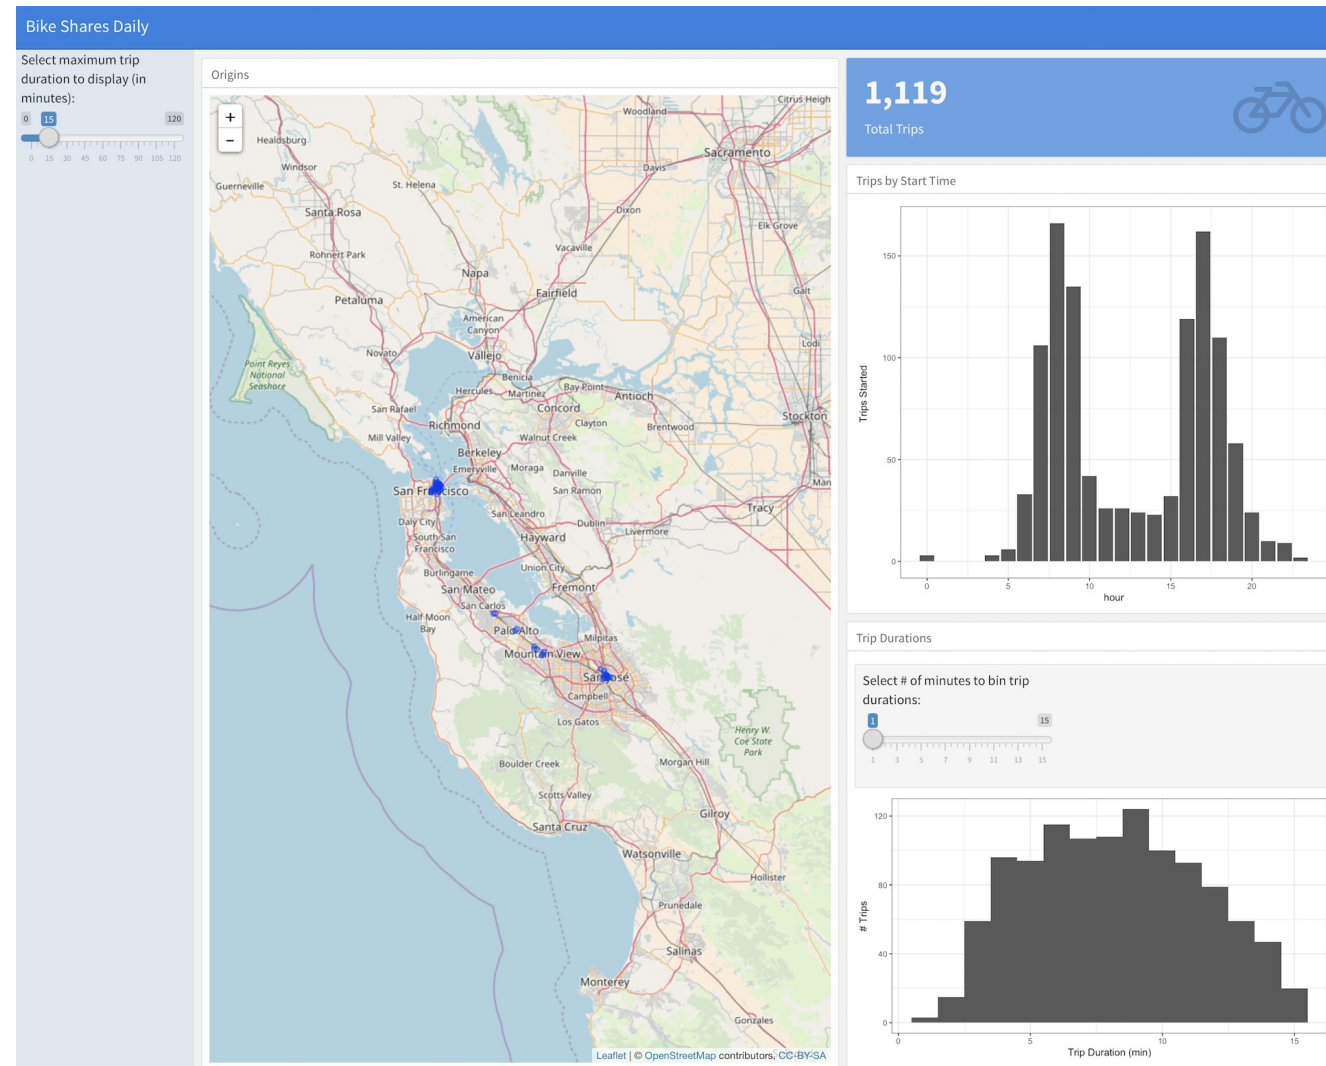 Bike Shares Daily
Select maximum trip
duration to display (in
minutes):
0 15 120
0 15 30 45 60 75 90 105 120
Origins
+
−
Citrus Heigh
Woodland
Healdsburg
Sacramento
Windsor
Davis
Guerneville
St. Helena
Santa Rosa
Dixon
Elk Grove
Vacaville
Rohnert Park
Napa
Galt
Fairfield
Petaluma
American
Canyon
Lodi
Novato
Vallejo
Point Reyes
National
Seashore
Benicia
Hercules
Martinez
Bay Point
Antioch
San Rafael
Concord
Stockton
Richmond
Clayton
Brentwood
Mill Valley
Walnut Creek
Berkeley
Emeryville
Moraga
Danville
Man
San Francisco
San Ramon
Tracy
San Leandro
Daly City
Dublin
Livermore
South San
Francisco
Hayward
Union City
Burlingame
San Mateo
Fremont
San Carlos
Half Moon
Bay
Palo Alto
Milpitas
Mountain View
San José
Campbell
Los Gatos
Henry W.
Coe State
Park
Boulder Creek
Morgan Hill
Scotts Valley
Gilroy
Santa Cruz
Watsonville
Hollister
Prunedale
Salinas
Monterey
Gonzales
Leaflet | © OpenStreetMap contributors, CC-BY-SA
1,119
Total Trips
Trips by Start Time
Trips Started
150
100
50
0
0 5 10 15 20
hour
Trip Durations
Select # of minutes to bin trip
durations:
1 15
1 3 5 7 9 11 13 15
# Trips
120
80
40
0
0 5 10 15
Trip Duration (min)